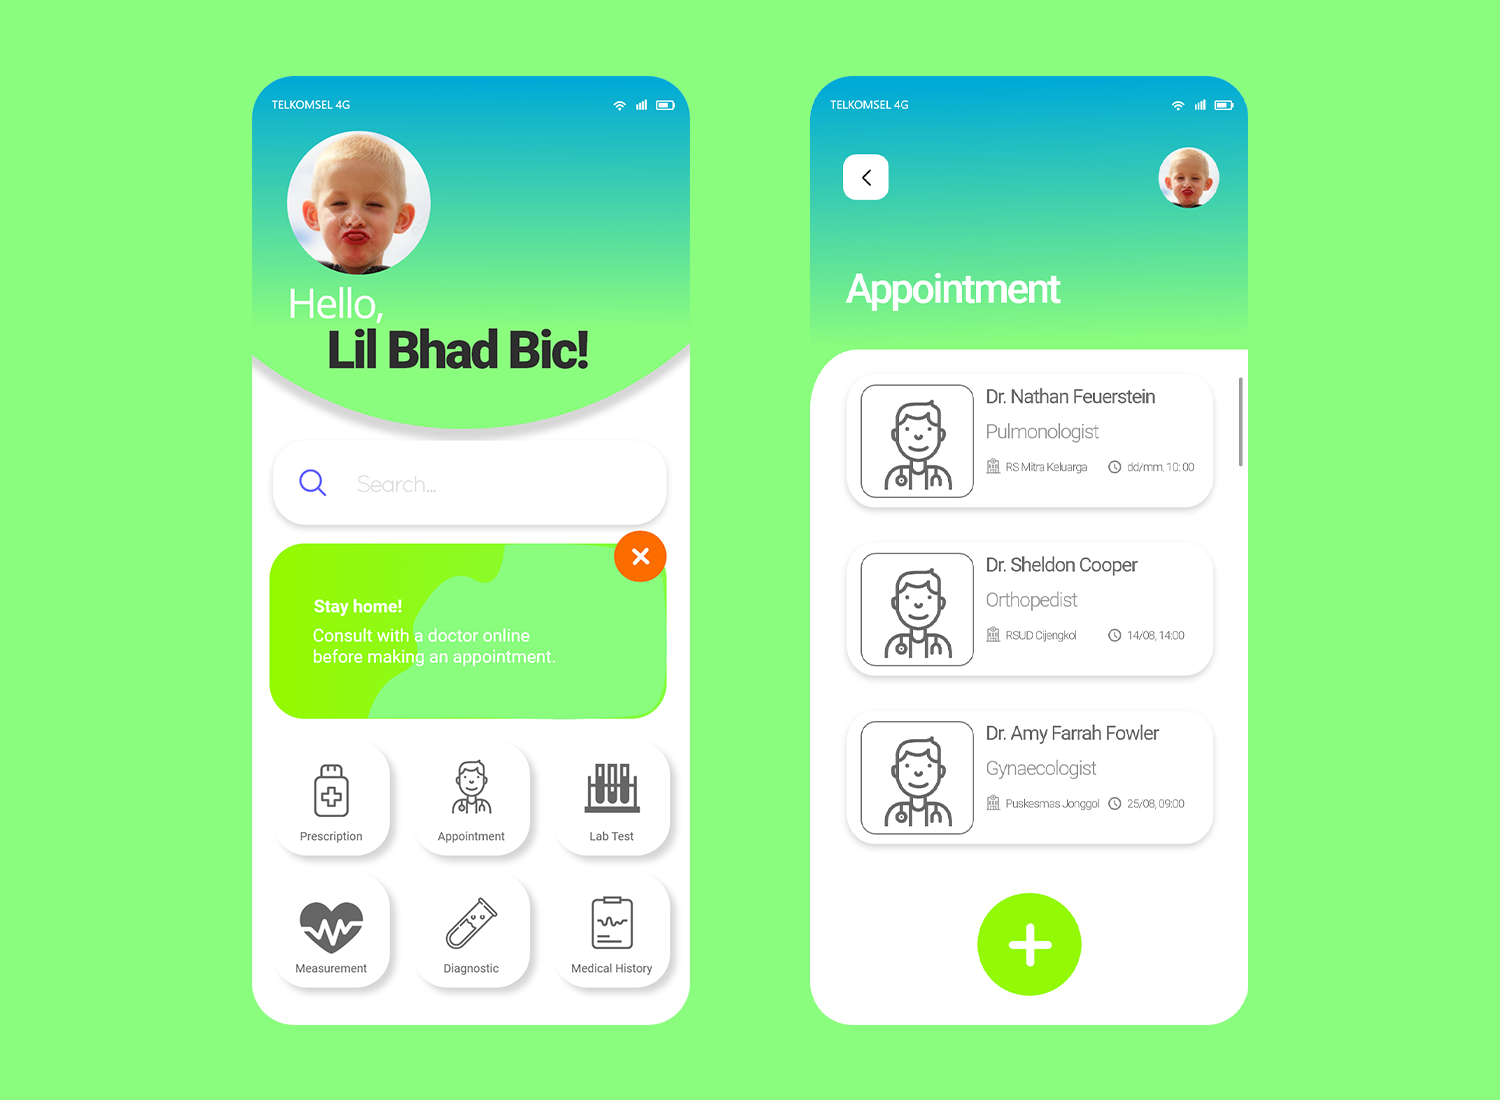 TELKOMSEL 4G
Hello,
Lil Bhad Bic!
Search...
Stay home!
Consult with a doctor online
before making an appointment.
Prescription
Appointment
Lab Test
Measurement
Diagnostic
Medical History
TELKOMSEL 4G
Appointment
Dr. Nathan Feuerstein
Pulmonologist
RS Mitra Keluarga
dd/mm, 10: 00
Dr. Sheldon Cooper
Orthopedist
RSUD Cijengkol
14/08, 14:00
Dr. Amy Farrah Fowler
Gynaecologist
Puskesmas Jonggol
25/08, 09:00